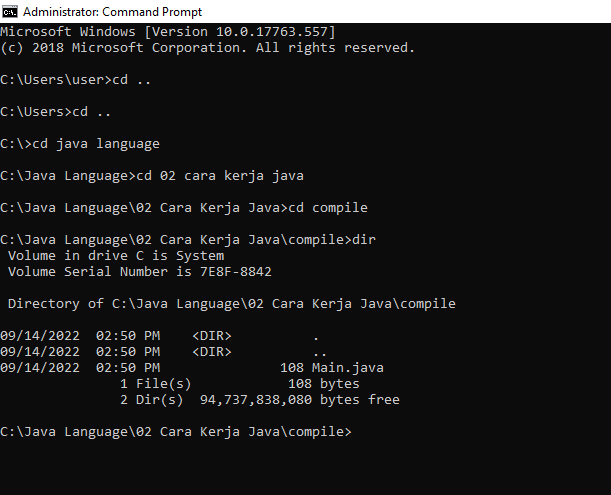 Administrator: Command Prompt
Microsoft Windows [Version 10.0.17763.557]
(c) 2018 Microsoft Corporation. All rights reserved.
C:\Users\user>cd ..
C:\Users>cd ..
C:\>cd java language
C:\Java Language>cd 02 cara kerja java
C:\Java Language\02 Cara Kerja Java>cd compile
C:\Java Language\02 Cara Kerja Java\compile>dir
Volume in drive C is System
Volume Serial Number is 7E8F-8842
Directory of C:\Java Language\02 Cara Kerja Java\compile
09/14/2022  02:50 PM    <DIR>          .
09/14/2022  02:50 PM    <DIR>          ..
09/14/2022  02:50 PM               108 Main.java
1 File(s)            108 bytes
2 Dir(s)  94,737,838,080 bytes free
C:\Java Language\02 Cara Kerja Java\compile>